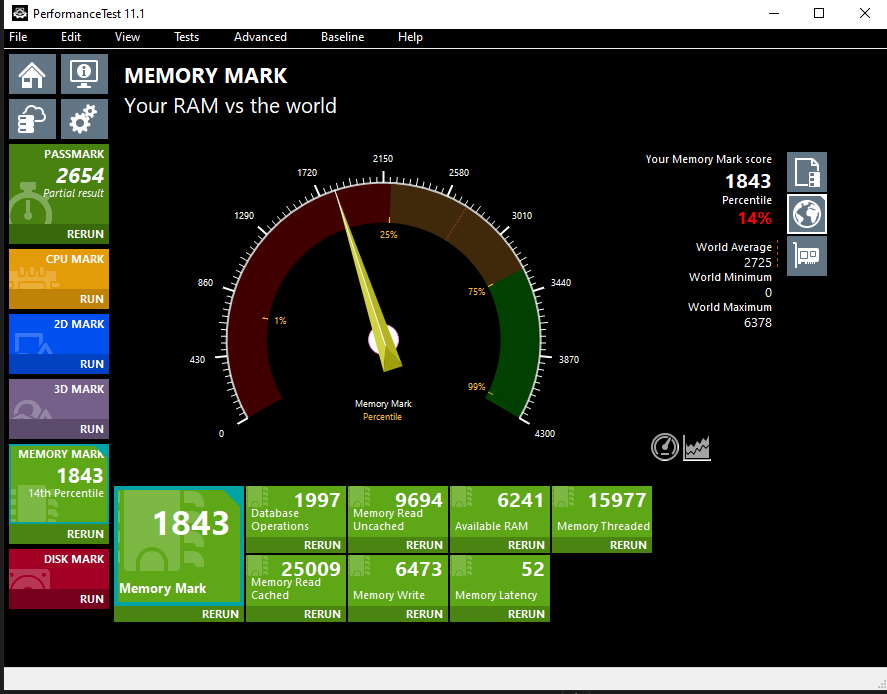 PerformanceTest 11.1
File Edit View Tests Advanced Baseline Help
MEMORY MARK
Your RAM vs the world
PASSMARK
2654
Partial result
RERUN
CPU MARK
RUN
2D MARK
RUN
3D MARK
RUN
MEMORY MARK
1843
14th Percentile
RERUN
DISK MARK
RUN
0
430
860
1290
1720
2150
2580
3010
3440
3870
4300
1%
25%
75%
99%
Memory Mark
Percentile
Your Memory Mark score
1843
Percentile
14%
World Average
2725
World Minimum
0
World Maximum
6378
1843
Memory Mark
RERUN
1997
Database
Operations
RERUN
9694
Memory Read
Uncached
RERUN
6241
Available RAM
RERUN
15977
Memory Threaded
RERUN
25009
Memory Read
Cached
RERUN
6473
Memory Write
RERUN
52
Memory Latency
RERUN